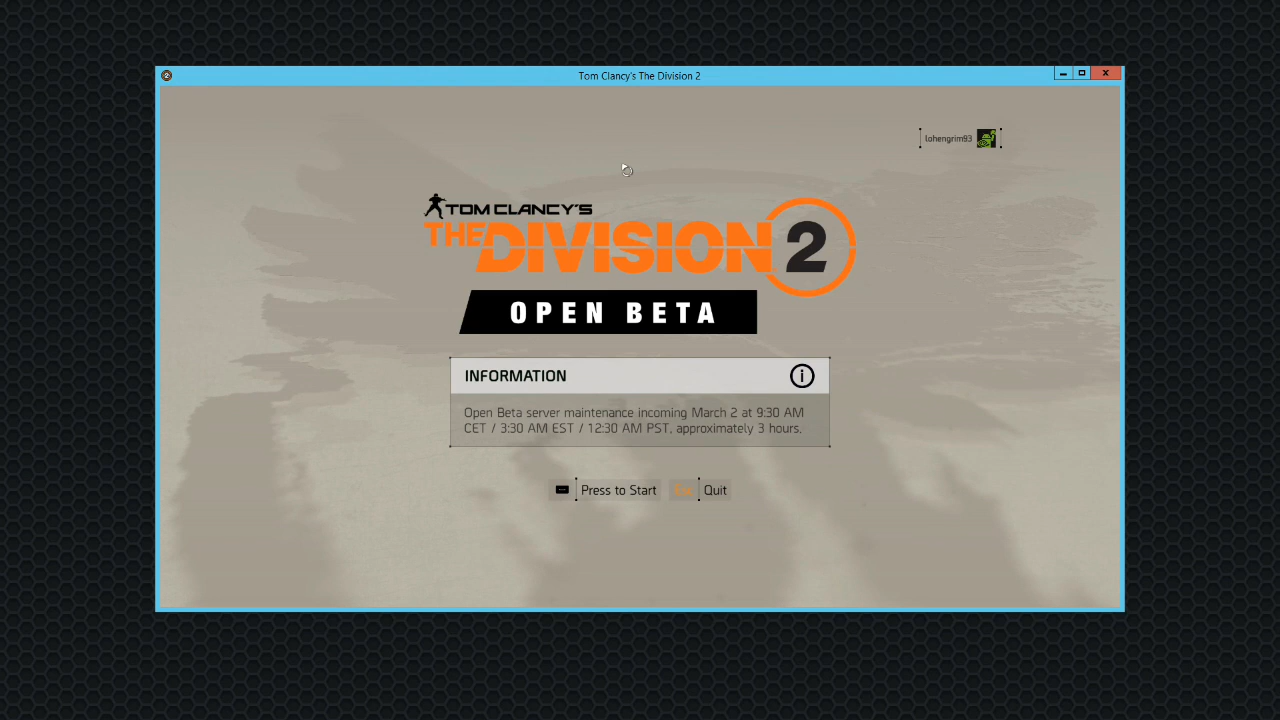 Tom Clancy's The Division 2
lohengrim93
TOM CLANCY'S
THE DIVISION 2
OPEN BETA
INFORMATION
Open Beta server maintenance incoming March 2 at 9:30 AM
CET / 3:30 AM EST / 12:30 AM PST, approximately 3 hours.
Press to Start Esc Quit